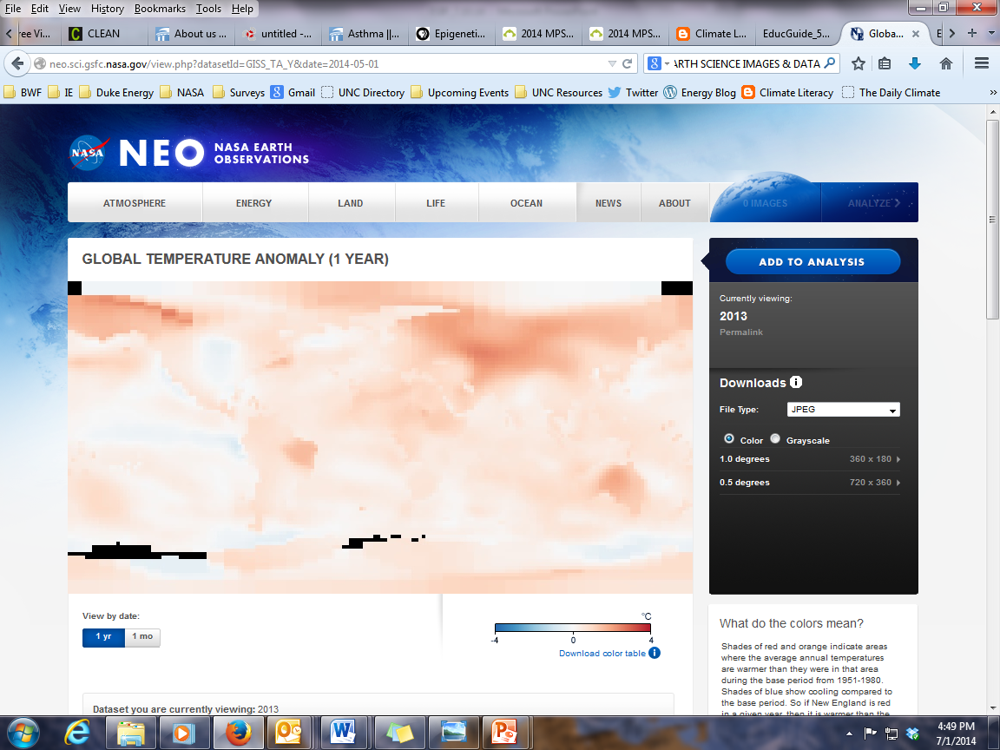 File Edit View History Bookmarks Tools Help
ree Vi... CLEAN About us ... untitled -... Asthma ||... Epigeneti... 2014 MPS... 2014 MPS... Climate L... EducGuide_5... Globa... E
neo.sci.gsfc.nasa.gov/view.php?datasetId=GISS_TA_Y&date=2014-05-01
ARTH SCIENCE IMAGES & DATA
BWF IE Duke Energy NASA Surveys Gmail UNC Directory Upcoming Events UNC Resources Twitter Energy Blog Climate Literacy The Daily Climate »
NASA NEO NASA EARTH
OBSERVATIONS
ATMOSPHERE ENERGY LAND LIFE OCEAN NEWS ABOUT 0 IMAGES ANALYZE
GLOBAL TEMPERATURE ANOMALY (1 YEAR)
ADD TO ANALYSIS
Currently viewing:
2013
Permalink
Downloads
File Type: JPEG
Color Grayscale
1.0 degrees 360 x 180
0.5 degrees 720 x 360
View by date:
1 yr 1 mo
°C
-4 0 4
Download color table
Dataset you are currently viewing: 2013
What do the colors mean?
Shades of red and orange indicate areas
where the average annual temperatures
are warmer than they were in that area
during the base period from 1951-1980.
Shades of blue show cooling compared to
the base period. So if New England is red
in a given year, then it is warmer than the
4:49 PM
7/1/2014